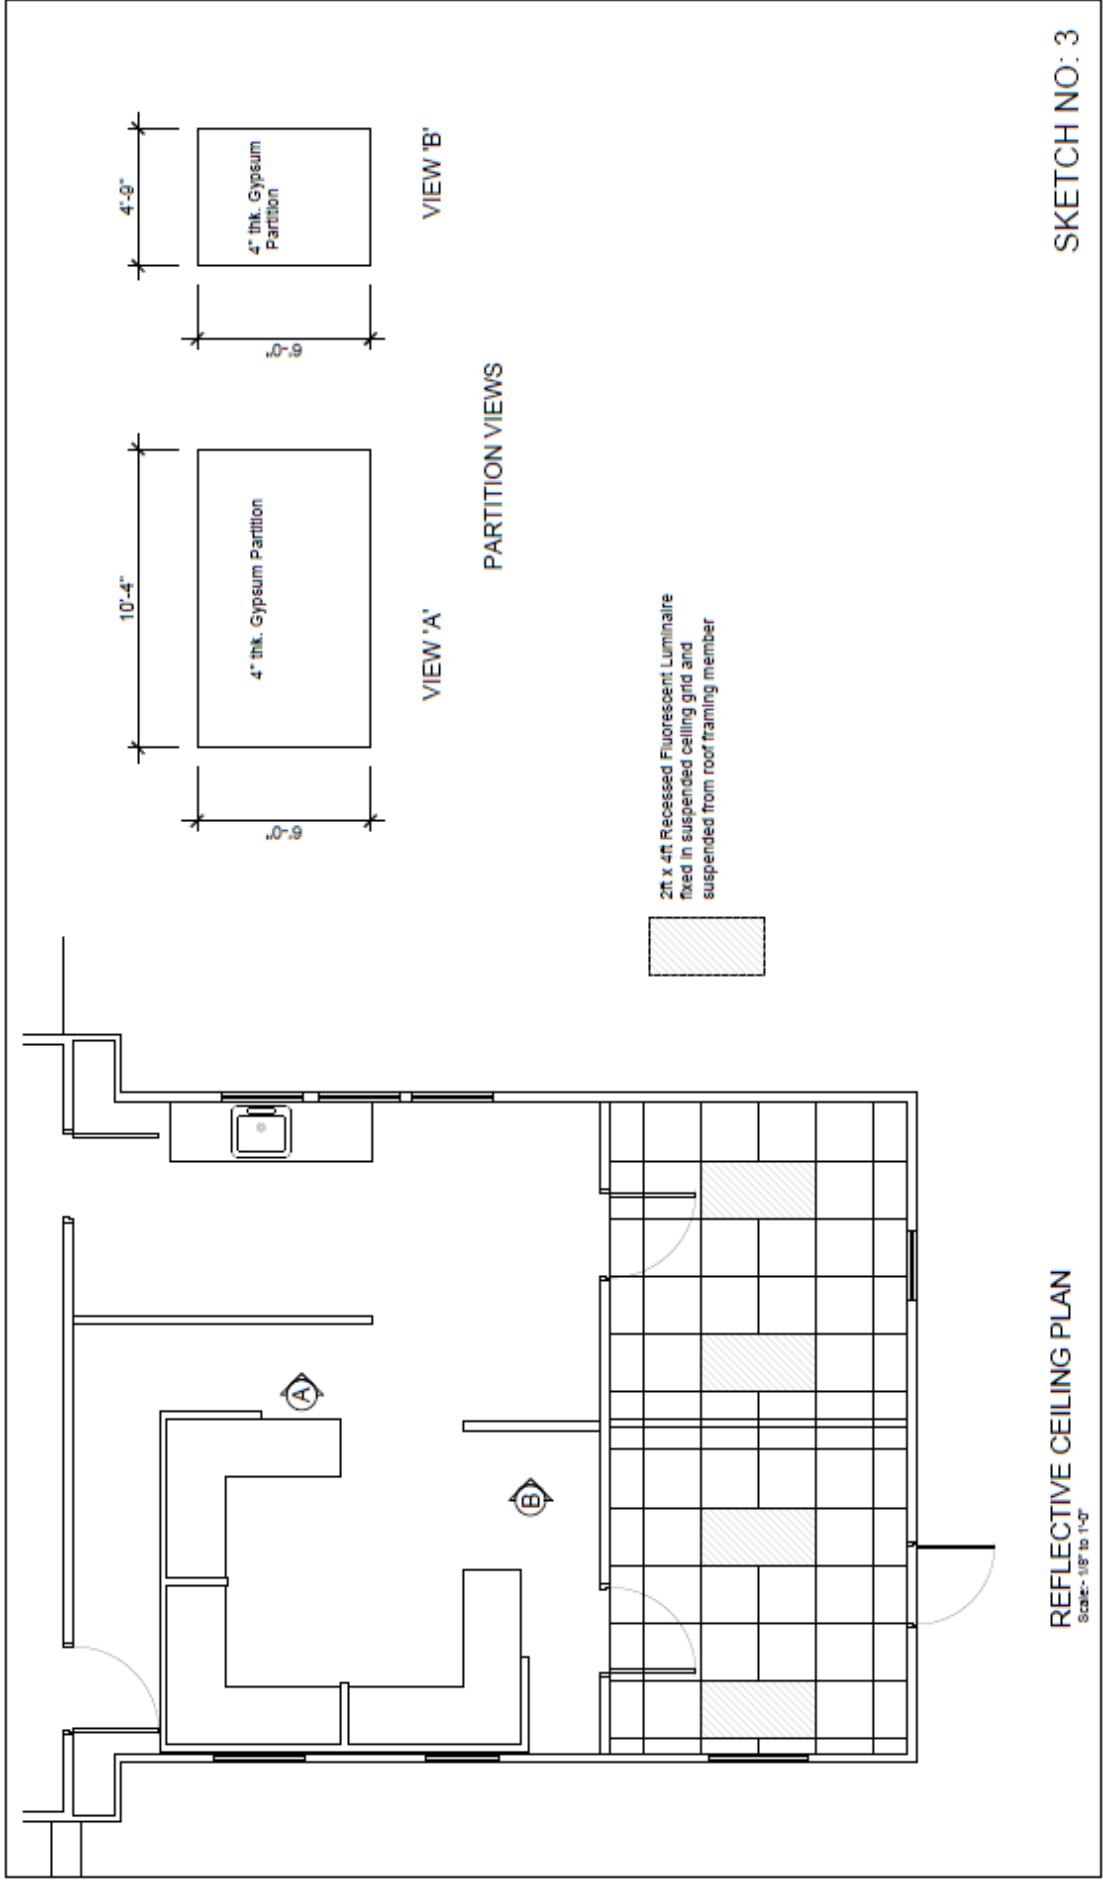 10'-4"
4'-9"
6'-0"
4" thk. Gypsum Partition
6'-0"
4" thk. Gypsum
Partition
VIEW 'A'
VIEW 'B'
PARTITION VIEWS
A
B
2ft x 4ft Recessed Fluorescent Luminaire
fixed in suspended ceiling grid and
suspended from roof framing member
REFLECTIVE CEILING PLAN
Scale:- 1/8" to 1'-0"
SKETCH NO: 3